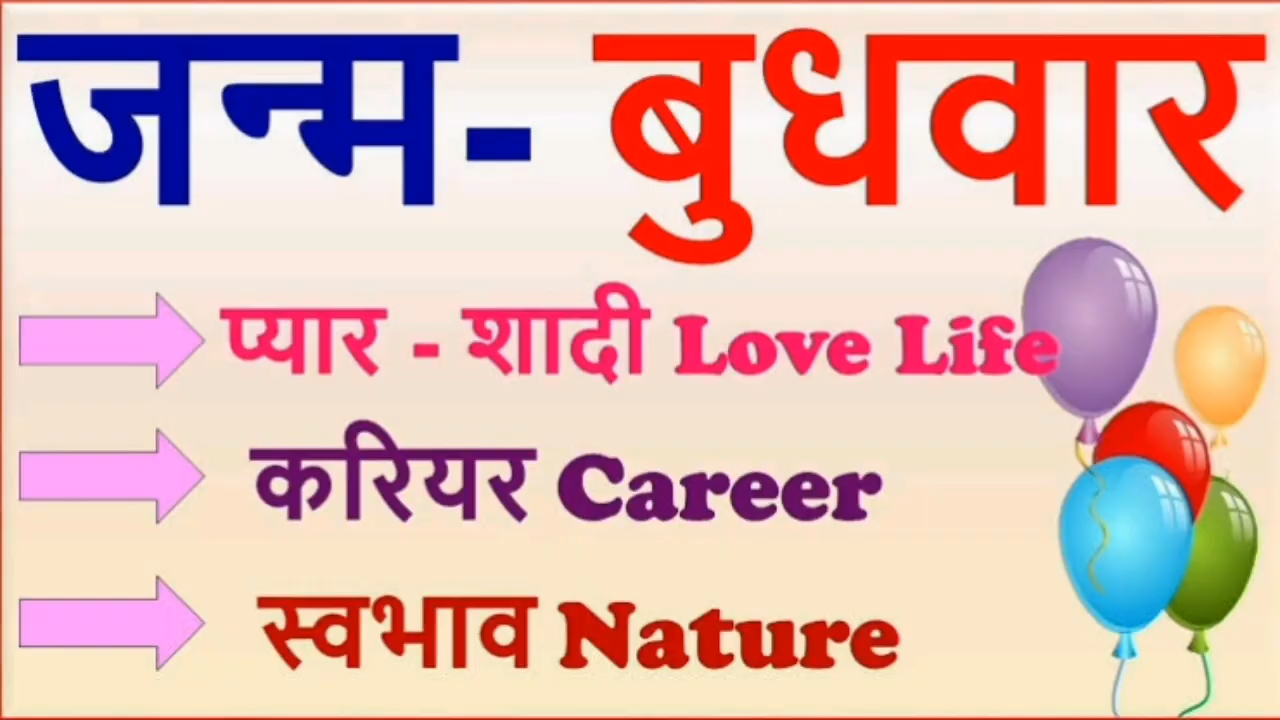 जन्म- बुधवार
प्यार - शादी Love Life
करियर Career
स्वभाव Nature